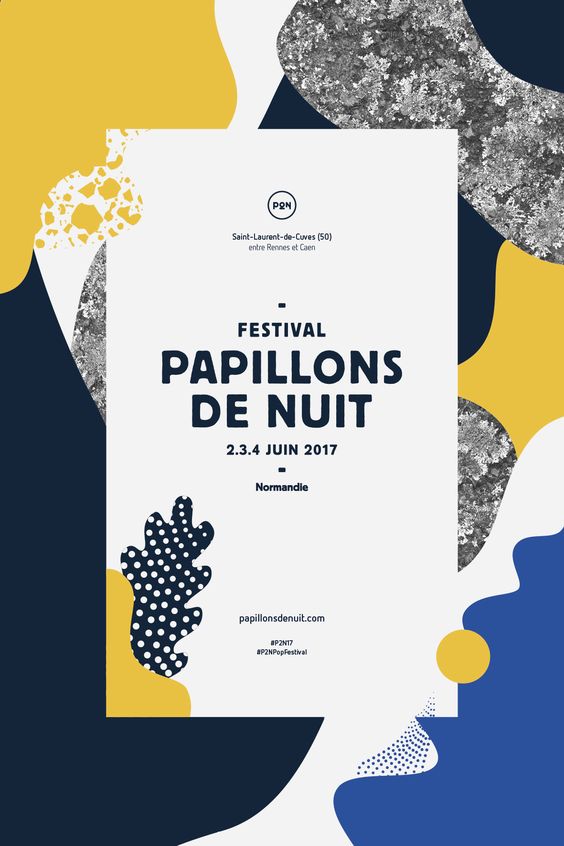 P2N
Saint-Laurent-de-Cuves (50)
entre Rennes et Caen
-
FESTIVAL
PAPILLONS
DE NUIT
2.3.4 JUIN 2017
-
Normandie
papillonsdenuit.com
#P2N17
#P2NPopFestival